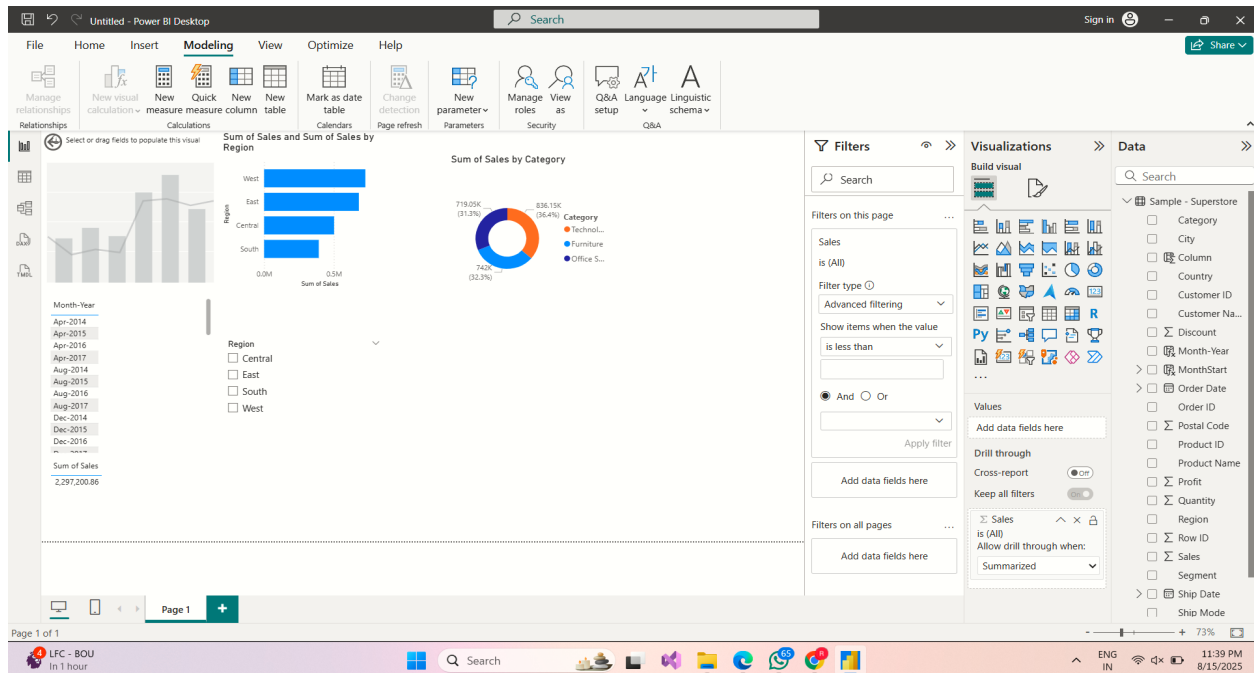 Untitled - Power BI Desktop
Search
Sign in
File Home Insert Modeling View Optimize Help
Share
Manage relationships
New visual calculation
New measure
Quick measure
New column
New table
Mark as date table
Change detection
New parameter
Manage roles
View as
Q&A setup
Language
Linguistic schema
Relationships
Calculations
Calendars
Page refresh
Parameters
Security
Q&A
Select or drag fields to populate this visual
Sum of Sales and Sum of Sales by
Region
Region
West
East
Central
South
0.0M 0.5M
Sum of Sales
Sum of Sales by Category
719.05K
(31.3%)
836.15K
(36.4%)
742K
(32.3%)
Category
Technol...
Furniture
Office S...
Month-Year
Apr-2014
Apr-2015
Apr-2016
Apr-2017
Aug-2014
Aug-2015
Aug-2016
Aug-2017
Dec-2014
Dec-2015
Dec-2016
Sum of Sales
2,297,200.86
Region
Central
East
South
West
DAX
TMDL
Filters
Search
Filters on this page ...
Sales
is (All)
Filter type
Advanced filtering
Show items when the value
is less than
And Or
Apply filter
Add data fields here
Filters on all pages ...
Add data fields here
Visualizations
Build visual
123
R
Py
...
Values
Add data fields here
Drill through
Cross-report
Off
Keep all filters
On
Σ Sales
is (All)
Allow drill through when:
Summarized
Data
Search
Sample - Superstore
Category
City
Column
Country
Customer ID
Customer Na...
Σ Discount
Month-Year
MonthStart
Order Date
Order ID
Σ Postal Code
Product ID
Product Name
Σ Profit
Σ Quantity
Region
Σ Row ID
Σ Sales
Segment
Ship Date
Ship Mode
Page 1
+
Page 1 of 1
- + 73%
4
LFC - BOU
In 1 hour
Search
65
R
ENG
IN
11:39 PM
8/15/2025